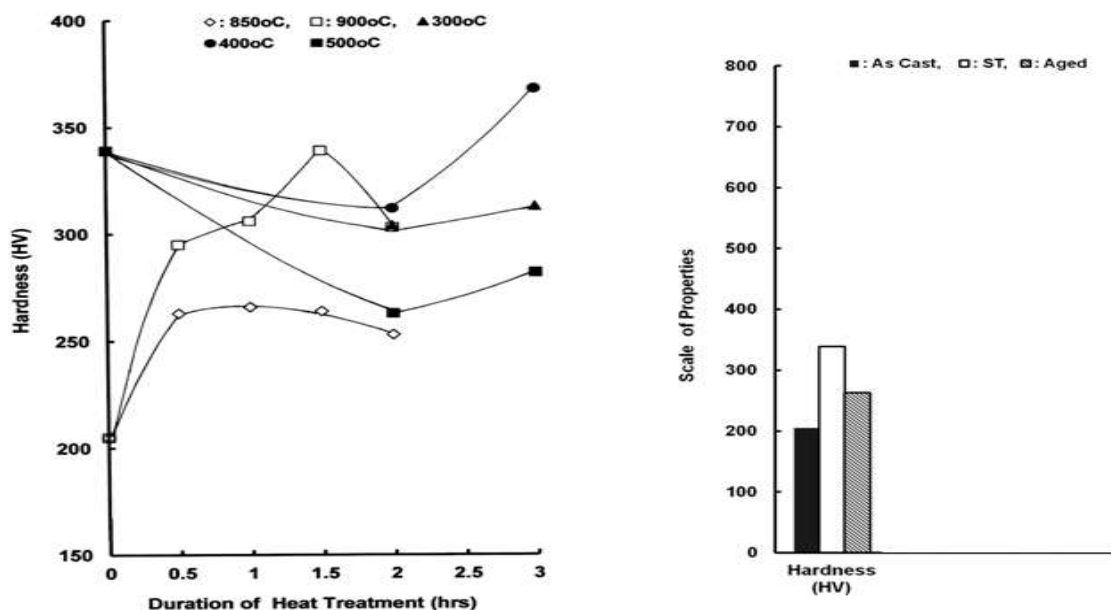 ◇: 850oC, □: 900oC, ▲300oC
●400oC ■500oC
400
350
300
250
200
150
Hardness (HV)
0 0.5 1 1.5 2 2.5 3
Duration of Heat Treatment (hrs)
■: As Cast, □: ST, ▨: Aged
800
700
600
500
400
300
200
100
0
Scale of Properties
Hardness
(HV)